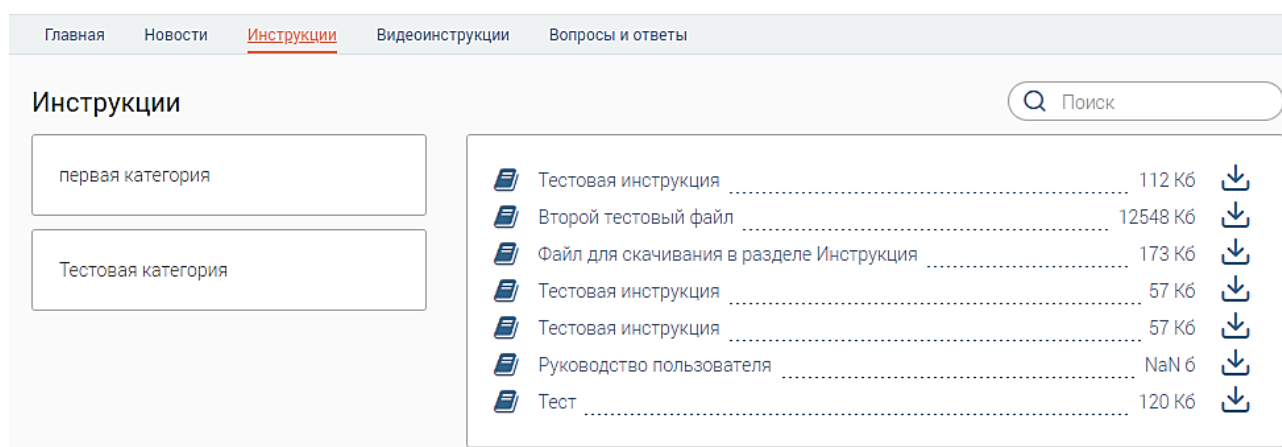 Главная Новости Инструкции Видеоинструкции Вопросы и ответы
Инструкции
Поиск
первая категория
Тестовая категория
Тестовая инструкция 112 Кб
Второй тестовый файл 12548 Кб
Файл для скачивания в разделе Инструкция 173 Кб
Тестовая инструкция 57 Кб
Тестовая инструкция 57 Кб
Руководство пользователя NaN б
Тест 120 Кб